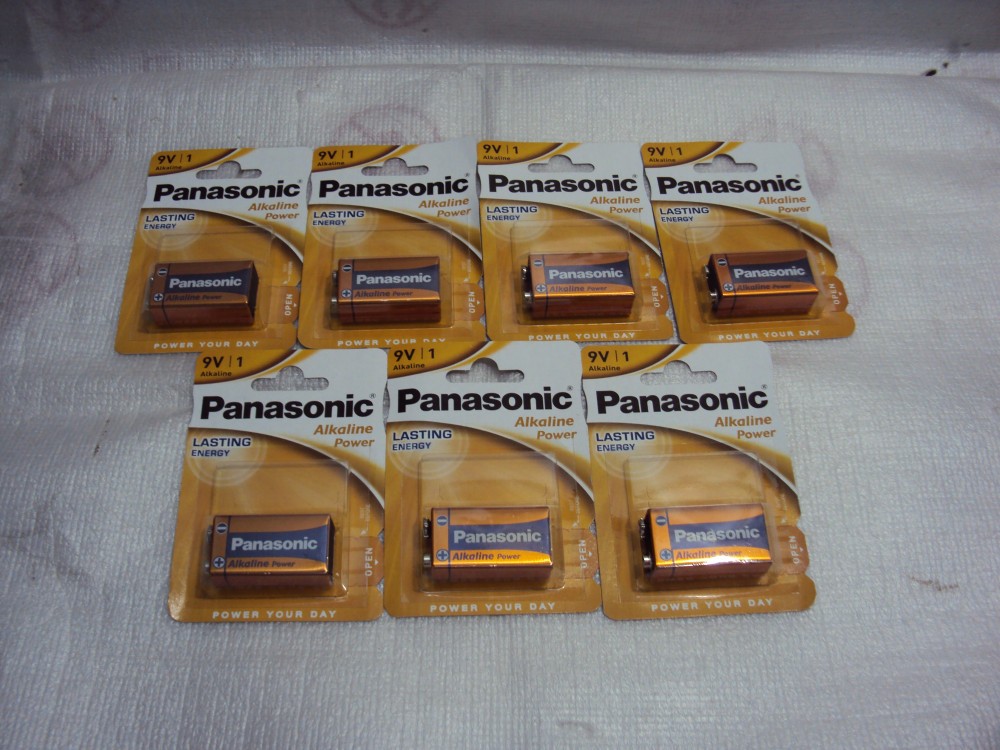 9V | 1
Alkaline
Panasonic®
Alkaline
Power
LASTING
ENERGY
Panasonic
Alkaline Power
OPEN
POWER YOUR DAY
9V | 1
Alkaline
Panasonic®
Alkaline
Power
LASTING
ENERGY
Panasonic
Alkaline Power
OPEN
POWER YOUR DAY
9V | 1
Alkaline
Panasonic®
Alkaline
Power
LASTING
ENERGY
Panasonic
Alkaline Power
OPEN
POWER YOUR DAY
9V | 1
Alkaline
Panasonic®
Alkaline
Power
LASTING
ENERGY
Panasonic
Alkaline Power
OPEN
POWER YOUR DAY
9V | 1
Alkaline
Panasonic®
Alkaline
Power
LASTING
ENERGY
Panasonic
Alkaline Power
OPEN
POWER YOUR DAY
9V | 1
Alkaline
Panasonic®
Alkaline
Power
LASTING
ENERGY
Panasonic
Alkaline Power
OPEN
POWER YOUR DAY
9V | 1
Alkaline
Panasonic®
Alkaline
Power
LASTING
ENERGY
Panasonic
Alkaline Power
OPEN
POWER YOUR DAY